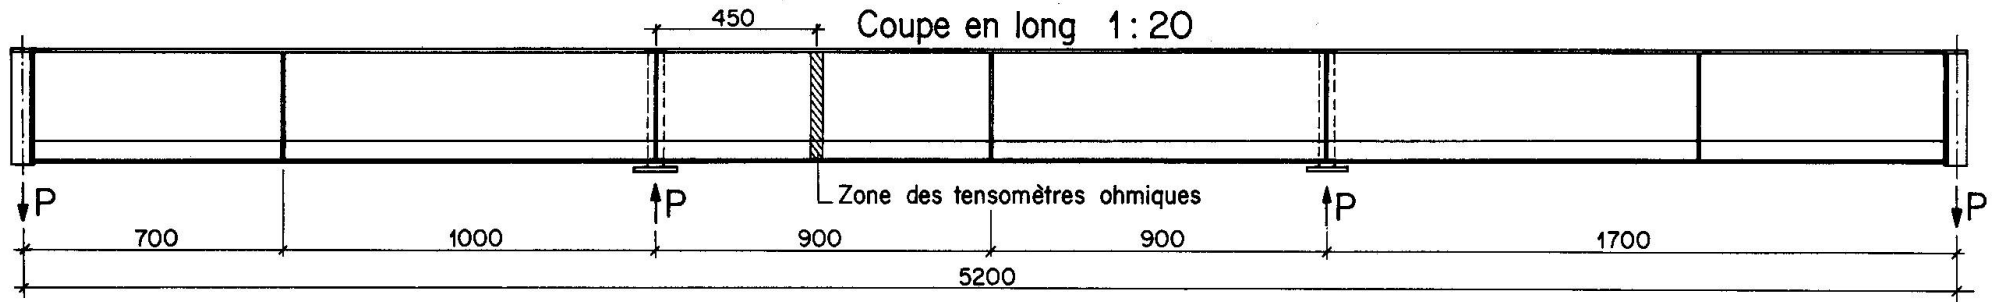 450
Coupe en long 1:20
Zone des tensomètres ohmiques
P
P
P
P
700
1000
900
900
1700
5200